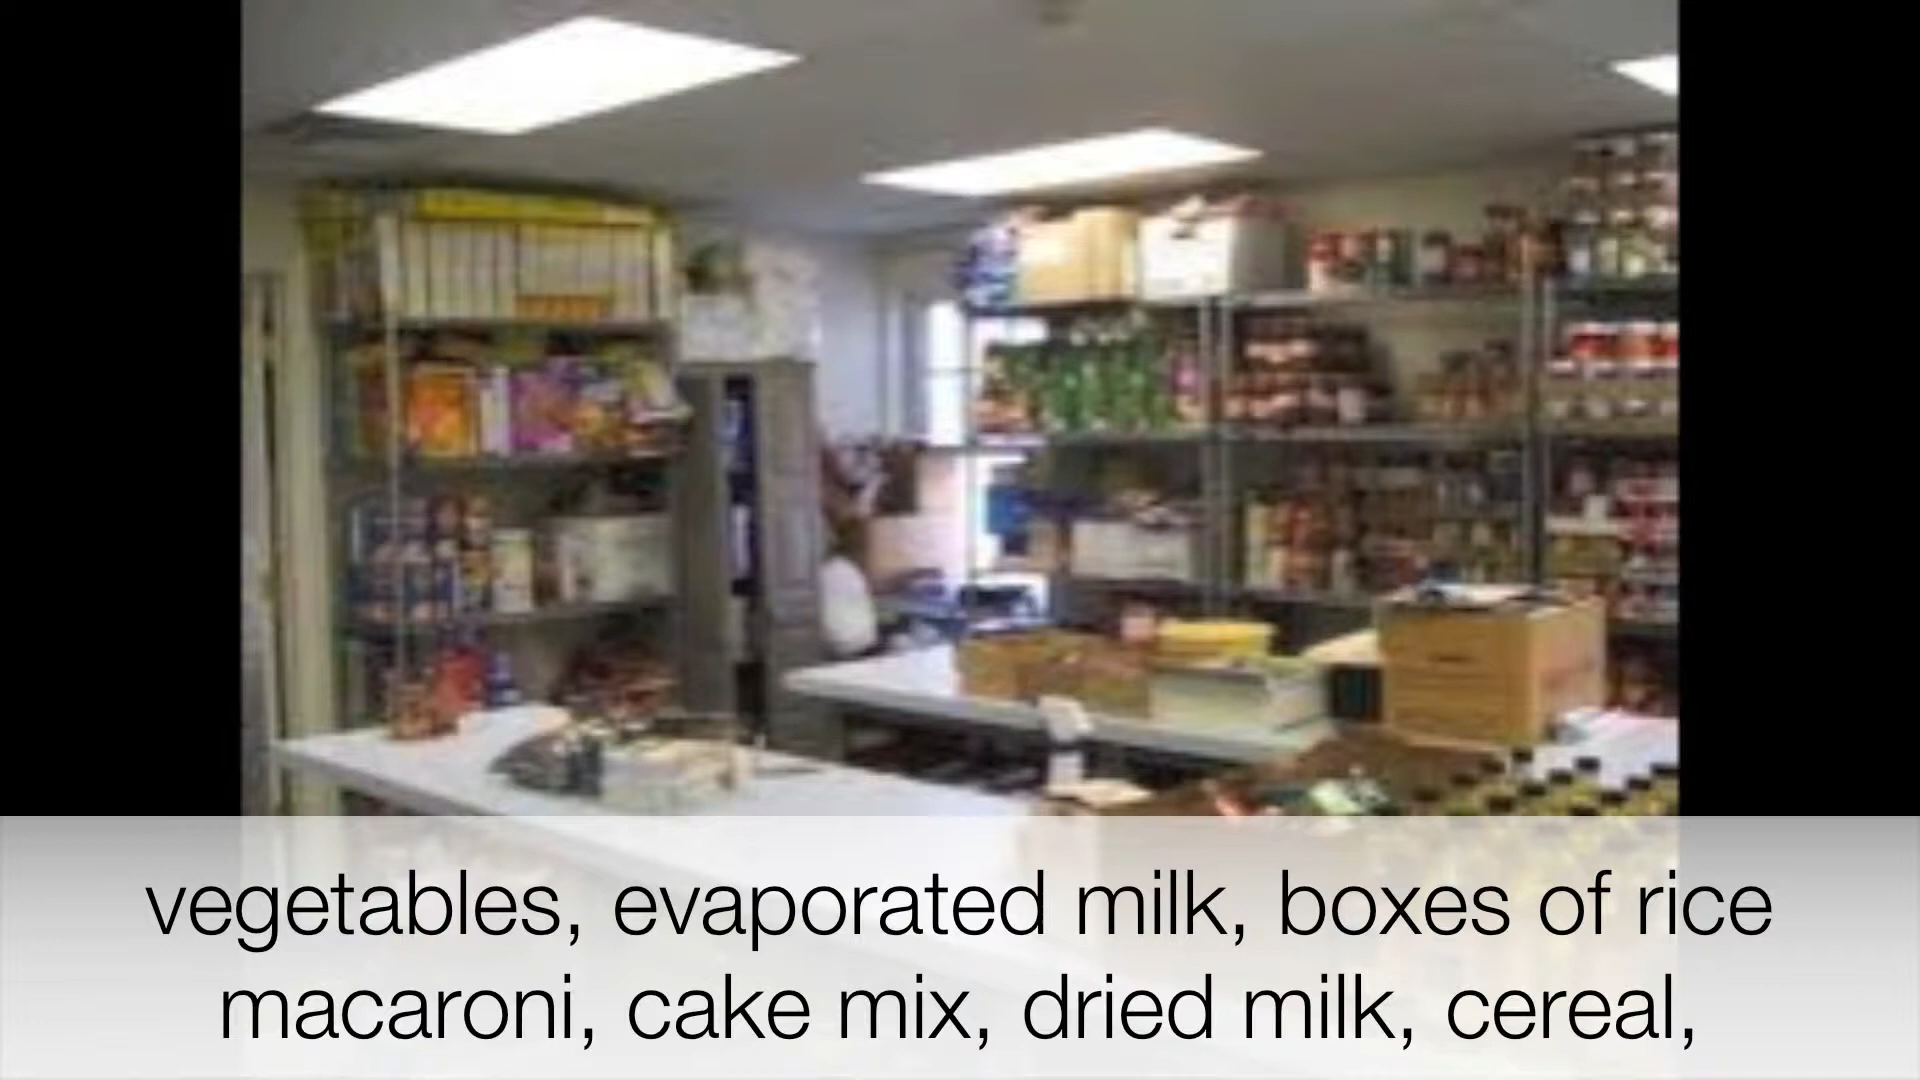 vegetables, evaporated milk, boxes of rice
macaroni, cake mix, dried milk, cereal,